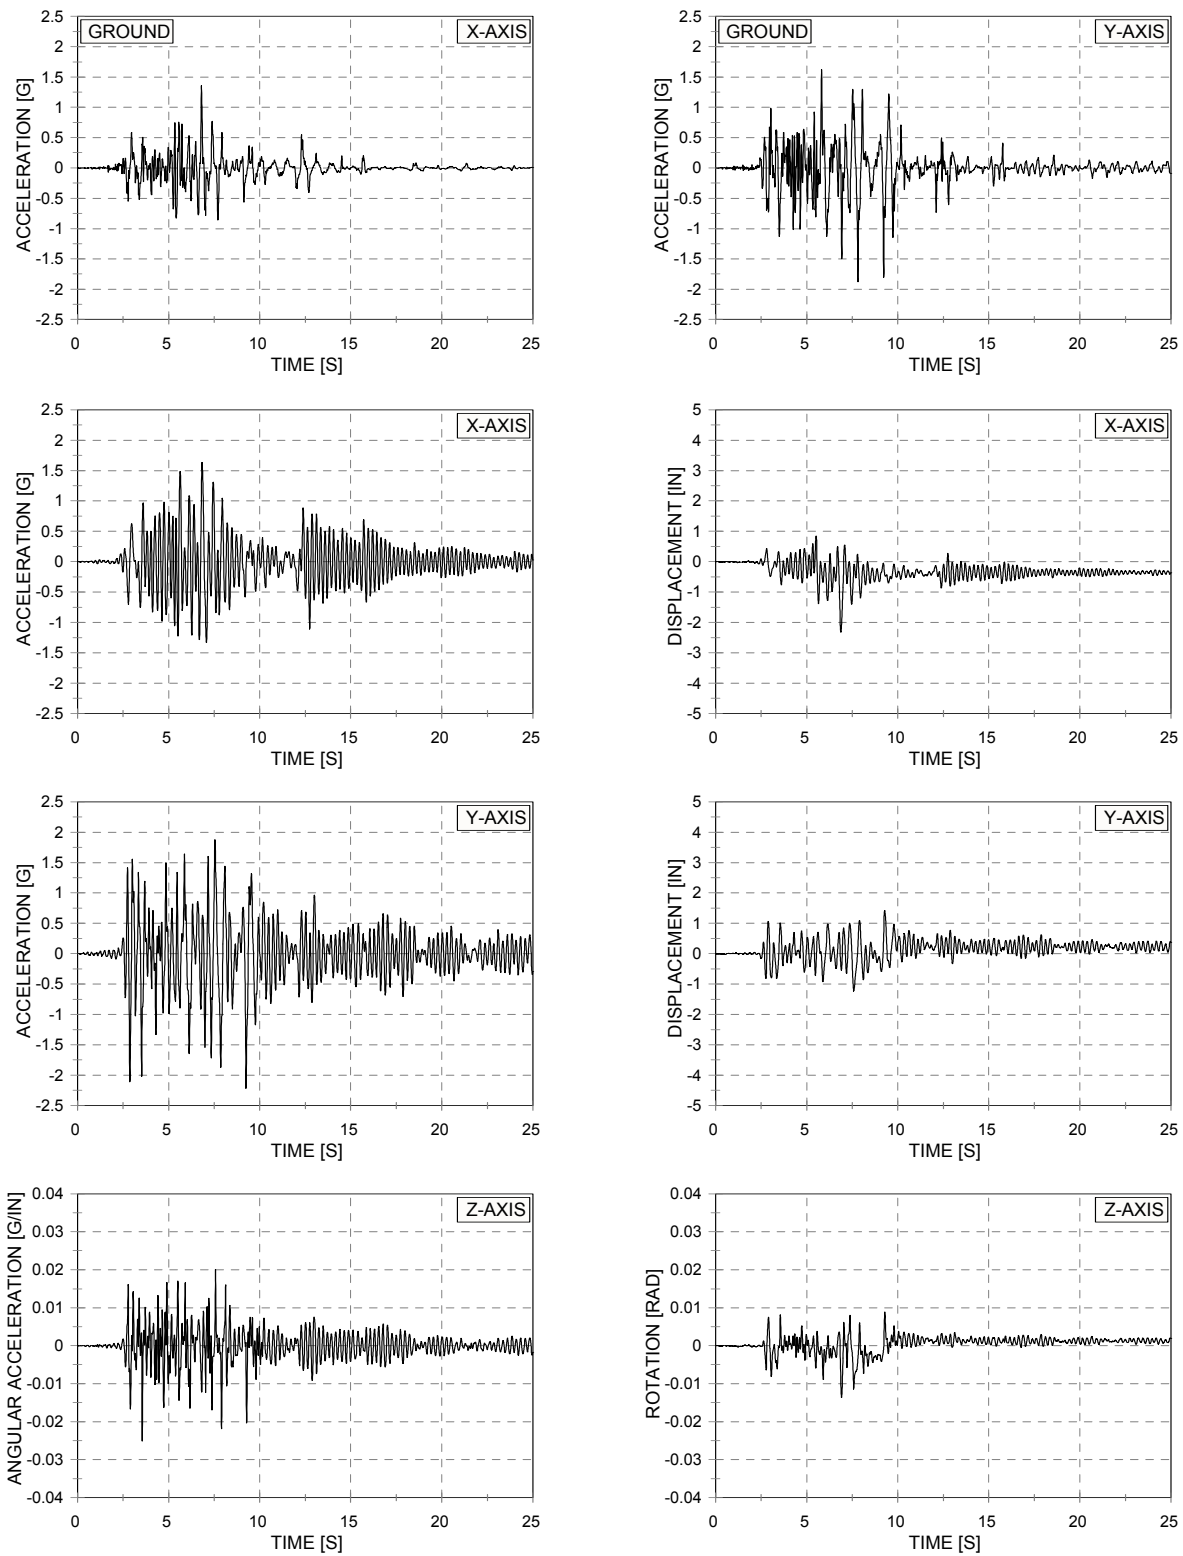 GROUND X-AXIS
ACCELERATION [G]
2.5
2
1.5
1
0.5
0
-0.5
-1
-1.5
-2
-2.5
0 5 10 15 20 25
TIME [S]
GROUND Y-AXIS
ACCELERATION [G]
2.5
2
1.5
1
0.5
0
-0.5
-1
-1.5
-2
-2.5
0 5 10 15 20 25
TIME [S]
X-AXIS
ACCELERATION [G]
2.5
2
1.5
1
0.5
0
-0.5
-1
-1.5
-2
-2.5
0 5 10 15 20 25
TIME [S]
X-AXIS
DISPLACEMENT [IN]
5
4
3
2
1
0
-1
-2
-3
-4
-5
0 5 10 15 20 25
TIME [S]
Y-AXIS
ACCELERATION [G]
2.5
2
1.5
1
0.5
0
-0.5
-1
-1.5
-2
-2.5
0 5 10 15 20 25
TIME [S]
Y-AXIS
DISPLACEMENT [IN]
5
4
3
2
1
0
-1
-2
-3
-4
-5
0 5 10 15 20 25
TIME [S]
Z-AXIS
ANGULAR ACCELERATION [G/IN]
0.04
0.03
0.02
0.01
0
-0.01
-0.02
-0.03
-0.04
0 5 10 15 20 25
TIME [S]
Z-AXIS
ROTATION [RAD]
0.04
0.03
0.02
0.01
0
-0.01
-0.02
-0.03
-0.04
0 5 10 15 20 25
TIME [S]